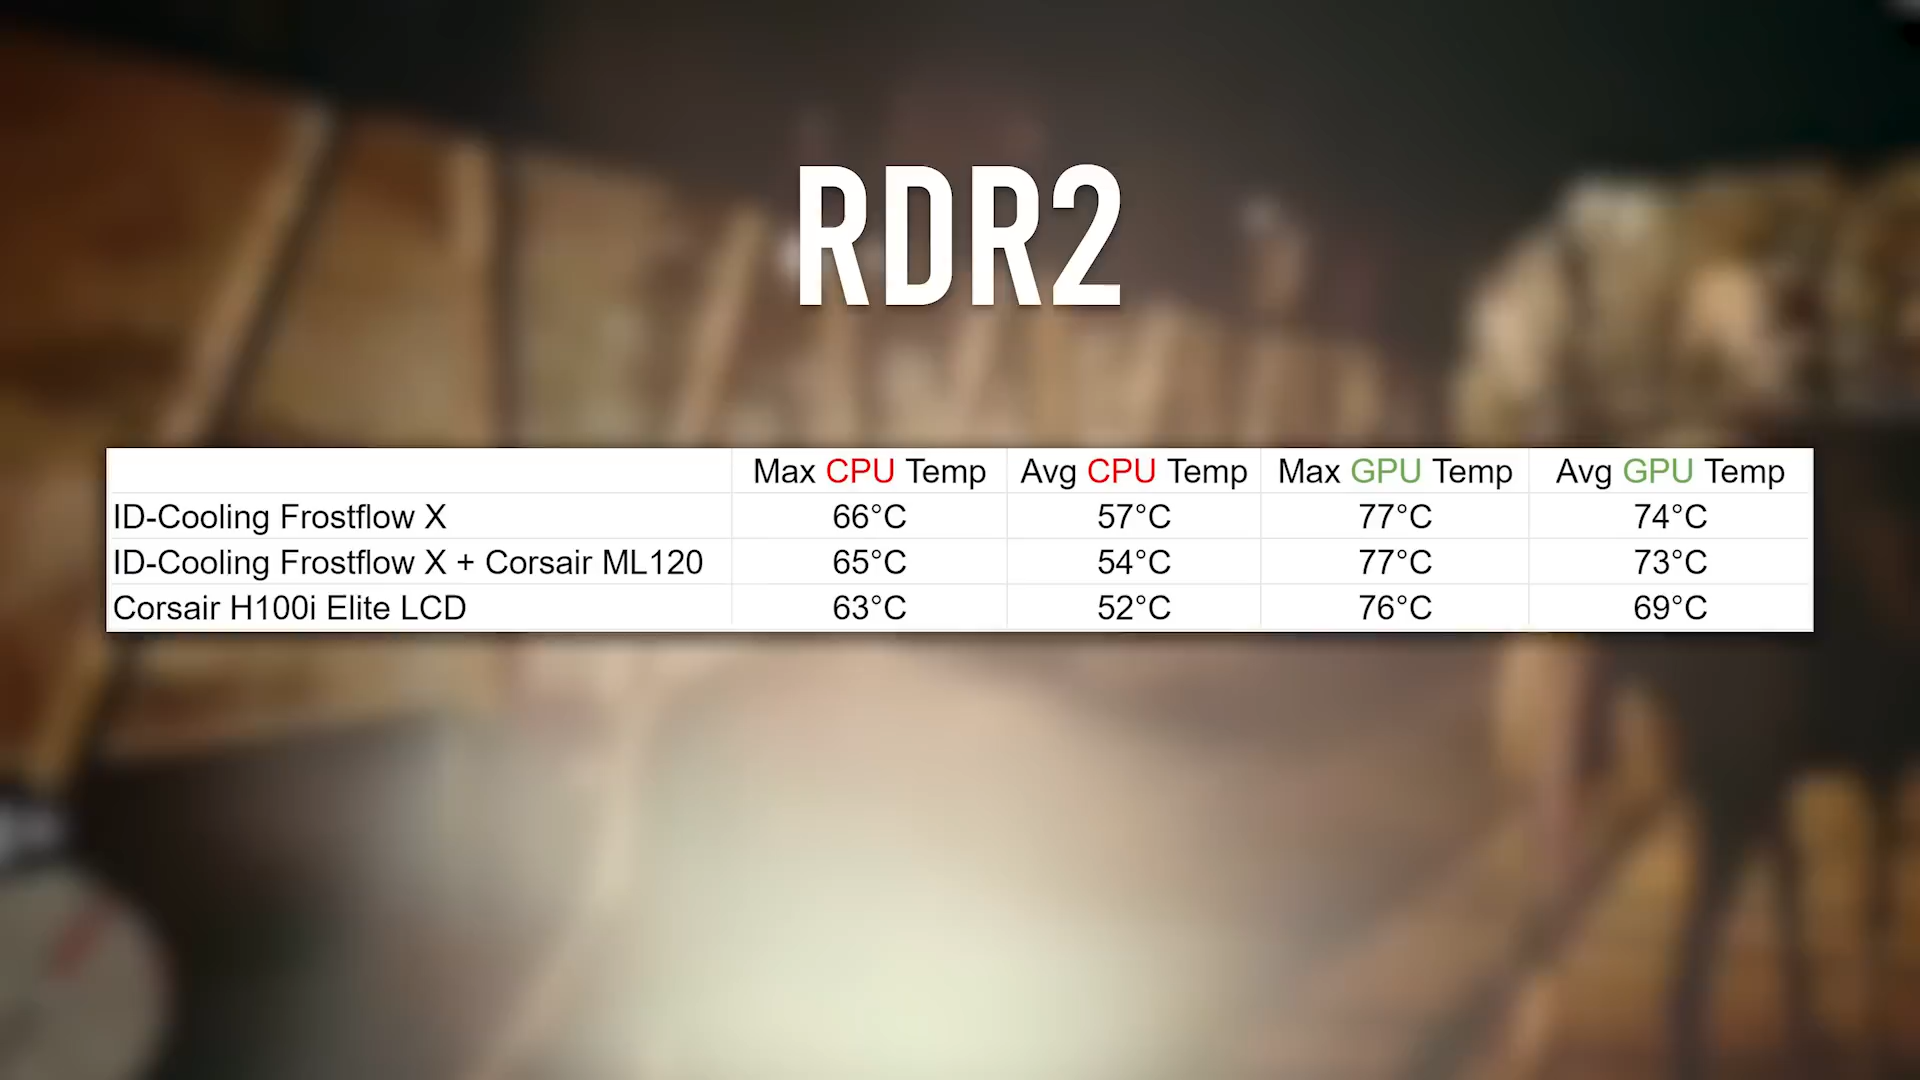 RDR2
Max CPU Temp Avg CPU Temp Max GPU Temp Avg GPU Temp
ID-Cooling Frostflow X 66°C 57°C 77°C 74°C
ID-Cooling Frostflow X + Corsair ML120 65°C 54°C 77°C 73°C
Corsair H100i Elite LCD 63°C 52°C 76°C 69°C